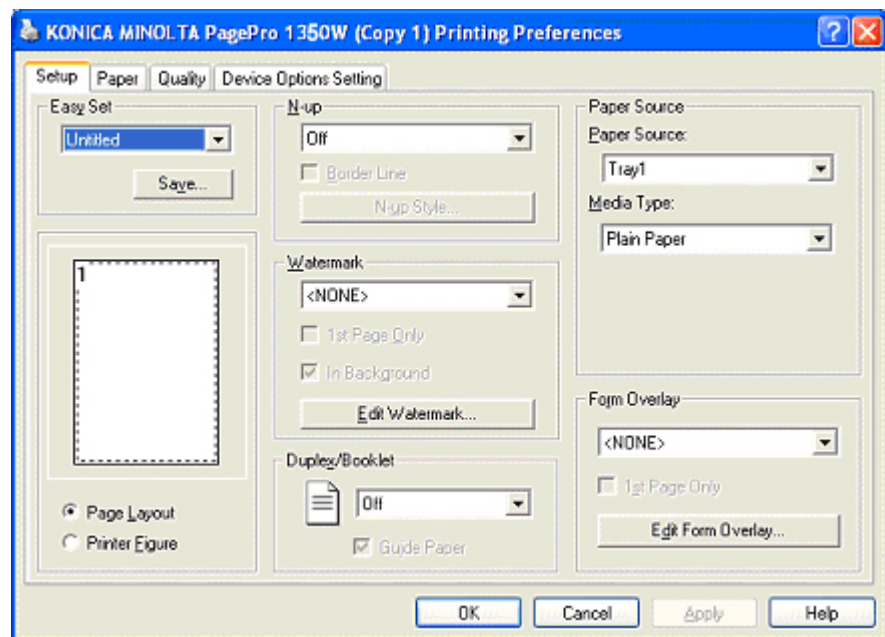 KONICA MINOLTA PagePro 1350W (Copy 1) Printing Preferences
Setup Paper Quality Device Options Setting
Easy Set
Untitled
Save...
1
Page Layout
Printer Figure
N-up
Off
Border Line
N-up Style...
Watermark
<NONE>
1st Page Only
In Background
Edit Watermark...
Duplex/Booklet
Off
Guide Paper
Paper Source
Paper Source:
Tray1
Media Type:
Plain Paper
Form Overlay
<NONE>
1st Page Only
Edit Form Overlay...
OK Cancel Apply Help